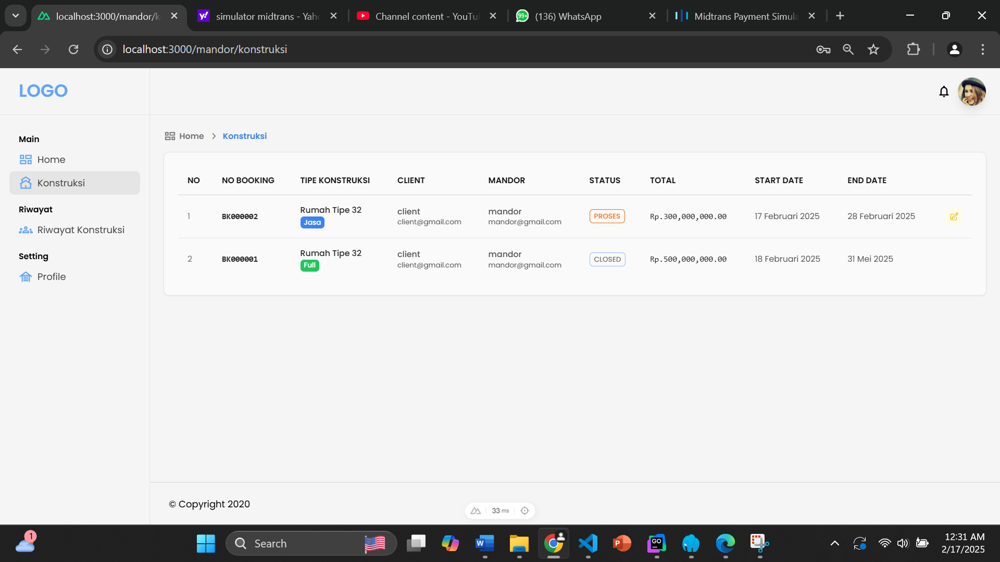 localhost:3000/mandor/k
simulator midtrans - Yah
Channel content - YouTu
99+
(136) WhatsApp
Midtrans Payment Simula
localhost:3000/mandor/konstruksi
LOGO
Main
Home
Konstruksi
Riwayat
Riwayat Konstruksi
Setting
Profile
Home > Konstruksi
NO NO BOOKING TIPE KONSTRUKSI CLIENT MANDOR STATUS TOTAL START DATE END DATE
1 BK000002 Rumah Tipe 32 Jasa client client@gmail.com mandor mandor@gmail.com PROSES Rp.300,000,000.00 17 Februari 2025 28 Februari 2025
2 BK000001 Rumah Tipe 32 Full client client@gmail.com mandor mandor@gmail.com CLOSED Rp.500,000,000.00 18 Februari 2025 31 Mei 2025
© Copyright 2020
33 ms
1
Search
12:31 AM
2/17/2025